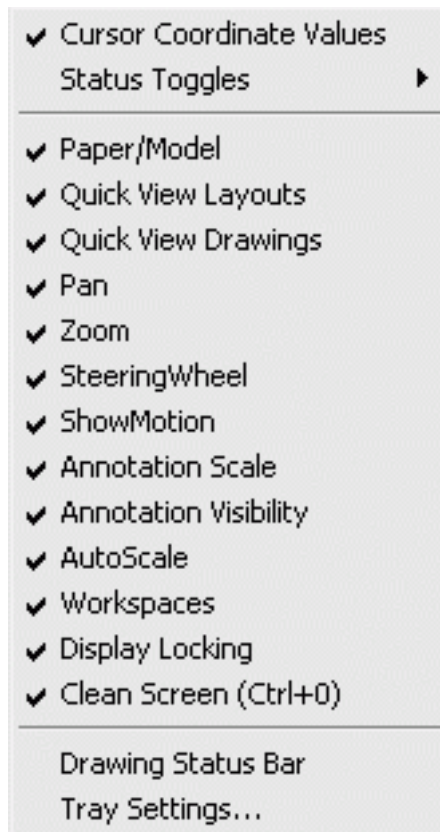 Cursor Coordinate Values
Status Toggles
Paper/Model
Quick View Layouts
Quick View Drawings
Pan
Zoom
SteeringWheel
ShowMotion
Annotation Scale
Annotation Visibility
AutoScale
Workspaces
Display Locking
Clean Screen (Ctrl+0)
Drawing Status Bar
Tray Settings...